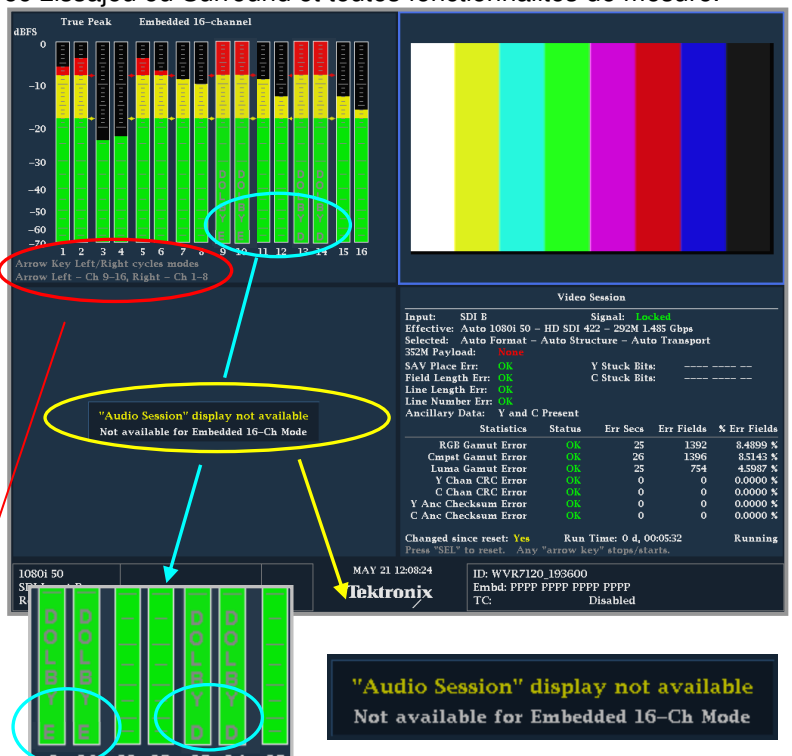 True Peak Embedded 16-channel
dBFS
0
-10
-20
-30
-40
-50
-60
-70
1 2 3 4 5 6 7 8 9 10 11 12 13 14 15 16
Arrow Key Left/Right cycles modes
Arrow Left – Ch 9-16, Right – Ch 1-8
"Audio Session" display not available
Not available for Embedded 16-Ch Mode
Video Session
Input: SDI B Signal: Locked
Effective: Auto 1080i 50 – HD SDI 422 – 292M 1.485 Gbps
Selected: Auto Format – Auto Structure – Auto Transport
352M Payload: None
SAV Place Err: OK Y Stuck Bits: ---- ---- --
Field Length Err: OK C Stuck Bits: ---- ---- --
Line Length Err: OK
Line Number Err: OK
Ancillary Data: Y and C Present
Statistics Status Err Secs Err Fields % Err Fields
RGB Gamut Error OK 25 1392 8.4899 %
Cmpst Gamut Error OK 26 1396 8.5143 %
Luma Gamut Error OK 25 754 4.5987 %
Y Chan CRC Error OK 0 0 0.0000 %
C Chan CRC Error OK 0 0 0.0000 %
Y Anc Checksum Error OK 0 0 0.0000 %
C Anc Checksum Error OK 0 0 0.0000 %
Changed since reset: Yes Run Time: 0 d, 00:05:32 Running
Press "SEL" to reset. Any "arrow key" stops/starts.
1080i 50
MAY 21 12:08:24
Tektronix
ID: WVR7120_193600
Embd: PPPP PPPP PPPP PPPP
TC: Disabled
DOLBY E
DOLBY E
DOLBY D
DOLBY D
"Audio Session" display not available
Not available for Embedded 16-Ch Mode